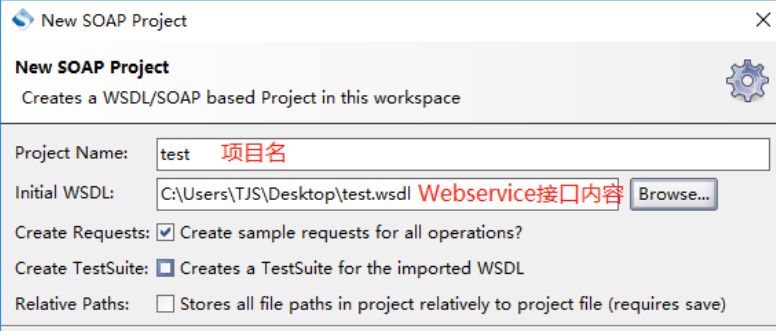 New SOAP Project
New SOAP Project
Creates a WSDL/SOAP based Project in this workspace
Project Name: test 项目名
Initial WSDL: C:\Users\TJS\Desktop\test.wsdl Webservice接口内容 Browse...
Create Requests: Create sample requests for all operations?
Create TestSuite: Creates a TestSuite for the imported WSDL
Relative Paths: Stores all file paths in project relatively to project file (requires save)